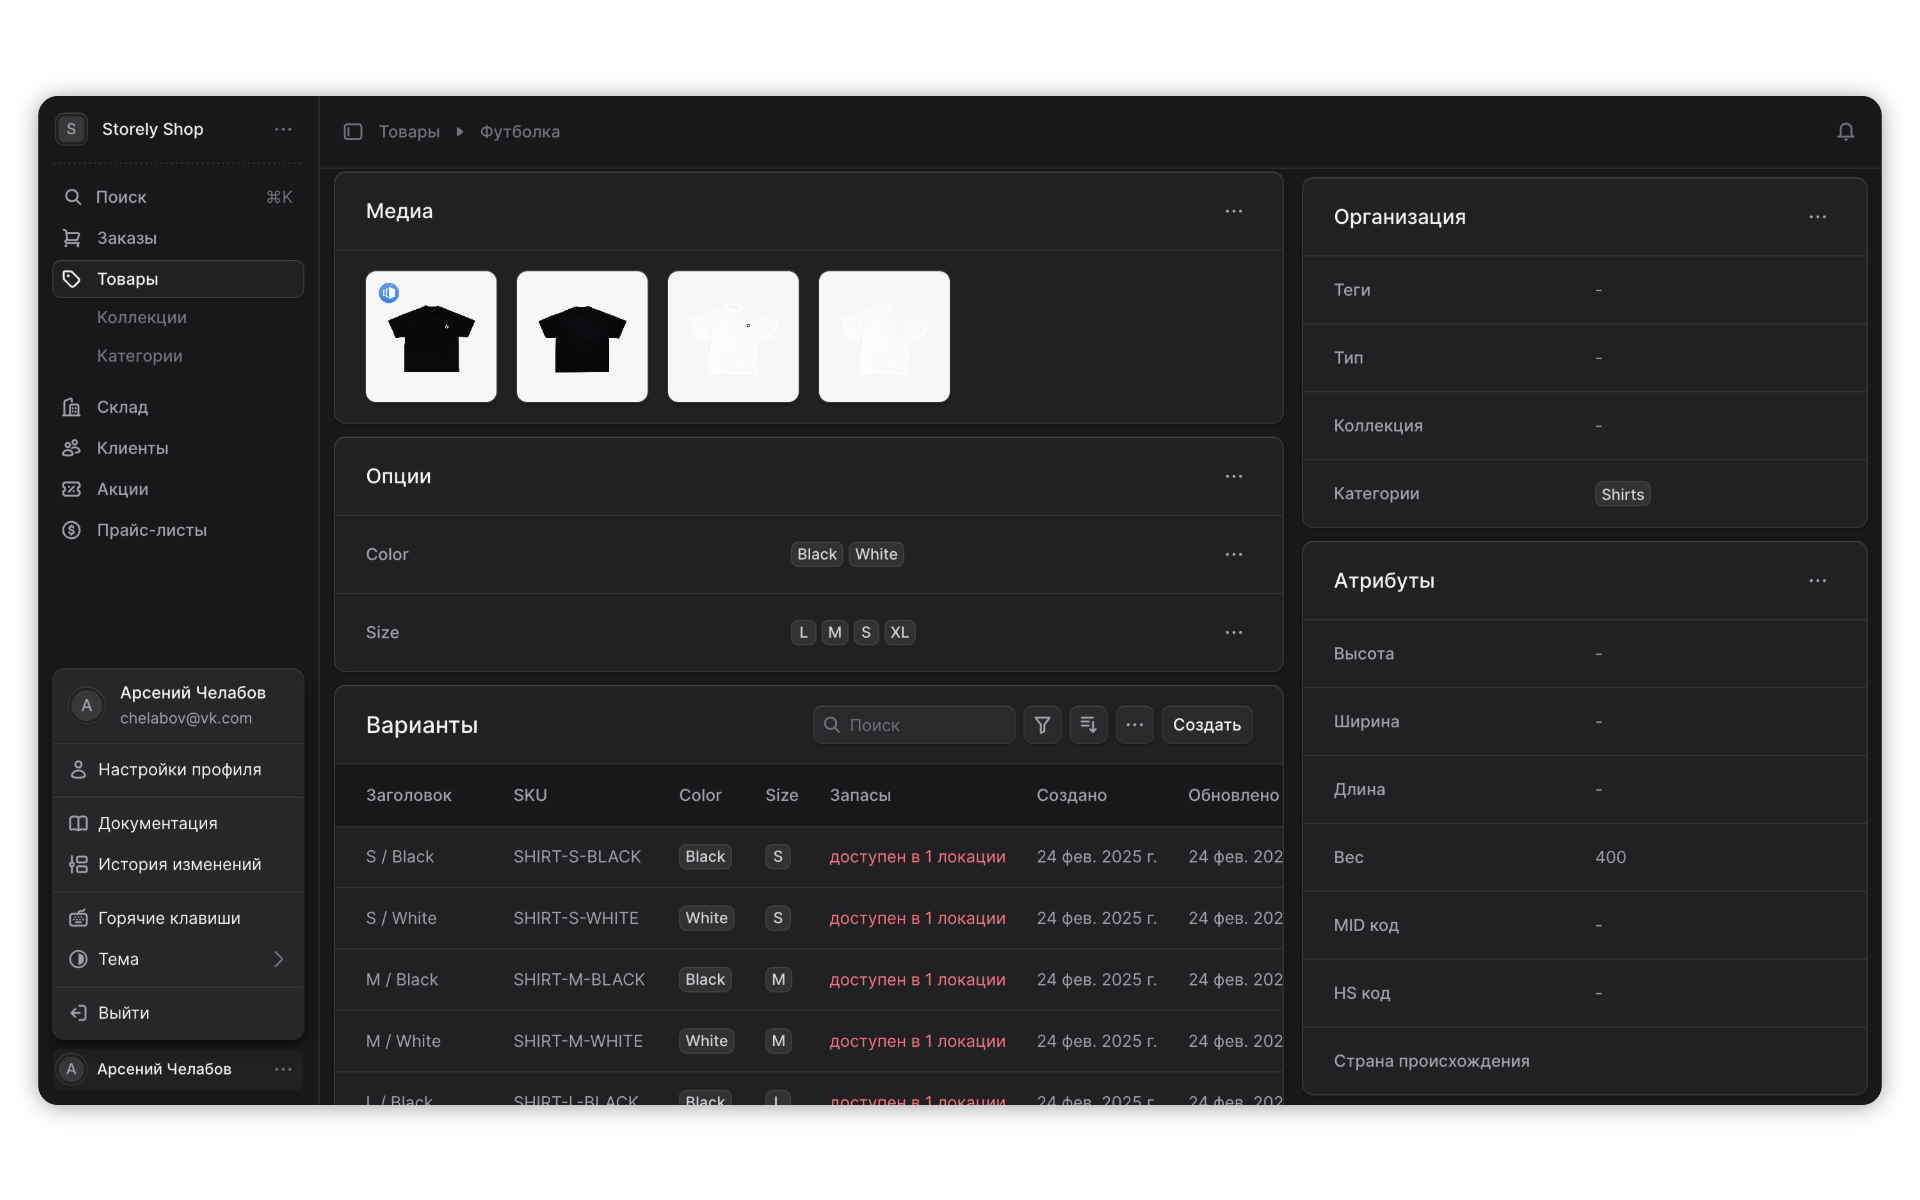 S Storely Shop
Поиск ⌘K
Заказы
Товары
Коллекции
Категории
Склад
Клиенты
Акции
Прайс-листы
A Арсений Челабов
chelabov@vk.com
Настройки профиля
Документация
История изменений
Горячие клавиши
Тема
Выйти
A Арсений Челабов
Товары Футболка
Медиа
Опции
Color Black White
Size L M S XL
Варианты Поиск Создать
Заголовок SKU Color Size Запасы Создано Обновлено
S / Black SHIRT-S-BLACK Black S доступен в 1 локации 24 фев. 2025 г. 24 фев. 202
S / White SHIRT-S-WHITE White S доступен в 1 локации 24 фев. 2025 г. 24 фев. 202
M / Black SHIRT-M-BLACK Black M доступен в 1 локации 24 фев. 2025 г. 24 фев. 202
M / White SHIRT-M-WHITE White M доступен в 1 локации 24 фев. 2025 г. 24 фев. 202
L / Black SHIRT-L-BLACK Black L доступен в 1 локации 24 фев. 2025 г. 24 фев. 202
Организация
Теги -
Тип -
Коллекция -
Категории Shirts
Атрибуты
Высота -
Ширина -
Длина -
Вес 400
MID код -
HS код -
Страна происхождения